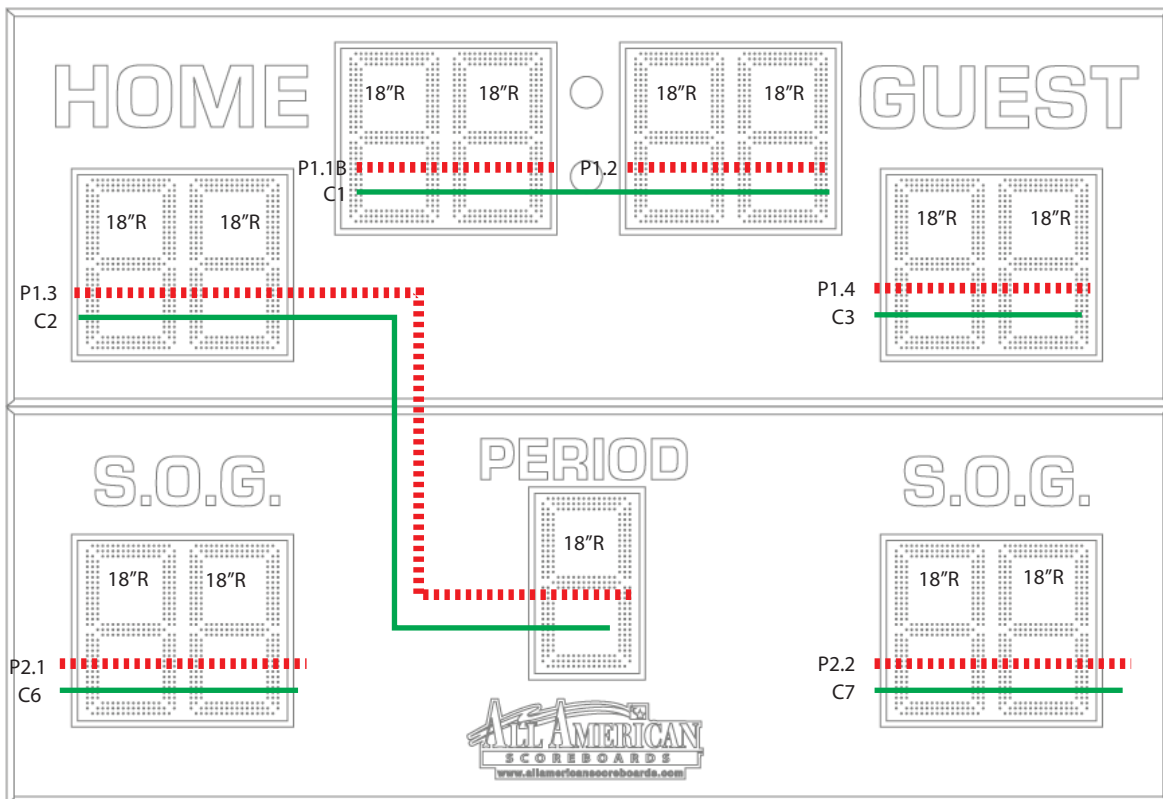 HOME
18"R
18"R
18"R
18"R
GUEST
P1.1B
P1.2
C1
18"R
18"R
18"R
18"R
P1.3
C2
P1.4
C3
S.O.G.
PERIOD
S.O.G.
18"R
18"R
18"R
18"R
18"R
P2.1
C6
P2.2
C7
ALL AMERICAN
SCOREBOARDS
www.allamericanscoreboards.com